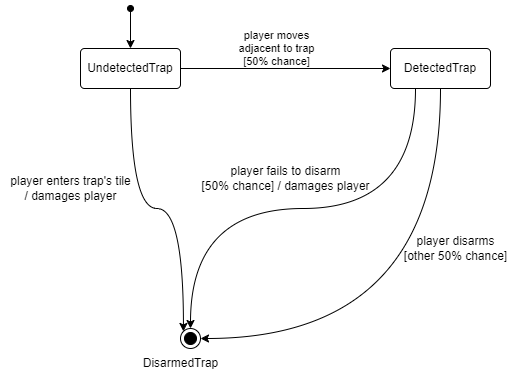 player moves
adjacent to trap
[50% chance]
UndetectedTrap
DetectedTrap
player enters trap's tile
/ damages player
player fails to disarm
[50% chance] / damages player
player disarms
[other 50% chance]
DisarmedTrap